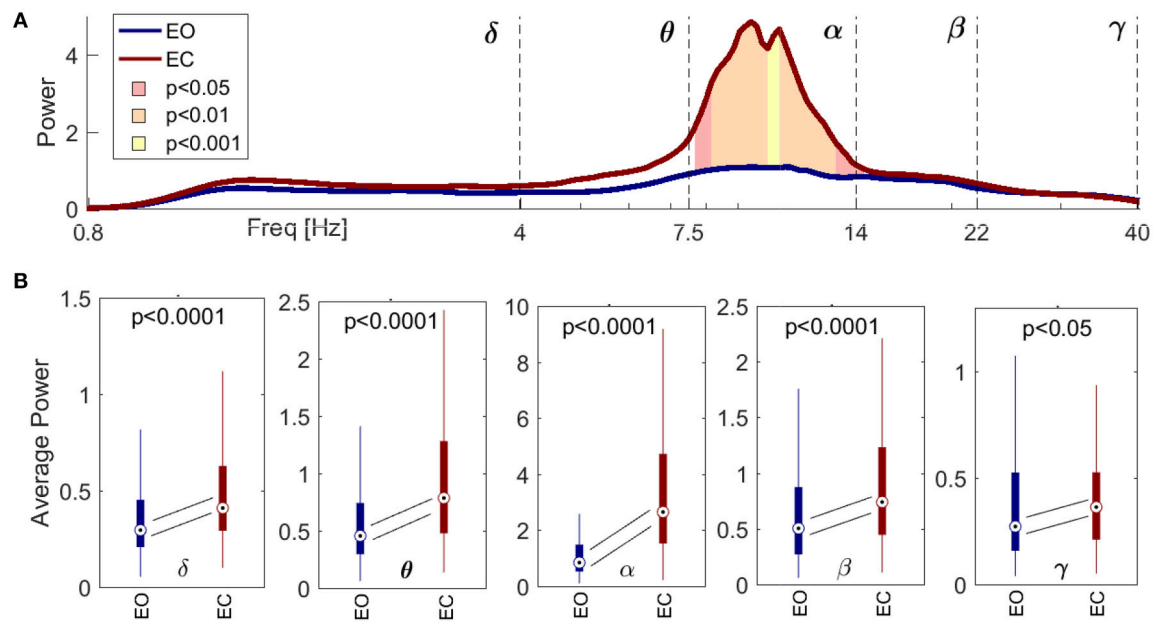 A
EO
EC
p<0.05
p<0.01
p<0.001
δ θ α β γ
Power
4
2
0
0.8 Freq [Hz] 4 7.5 14 22 40
B
Average Power
1.5
1
0.5
0
p<0.0001
δ
EO EC
2.5
2
1.5
1
0.5
0
p<0.0001
θ
EO EC
10
8
6
4
2
0
p<0.0001
α
EO EC
2.5
2
1.5
1
0.5
0
p<0.0001
β
EO EC
1
0.5
0
p<0.05
γ
EO EC